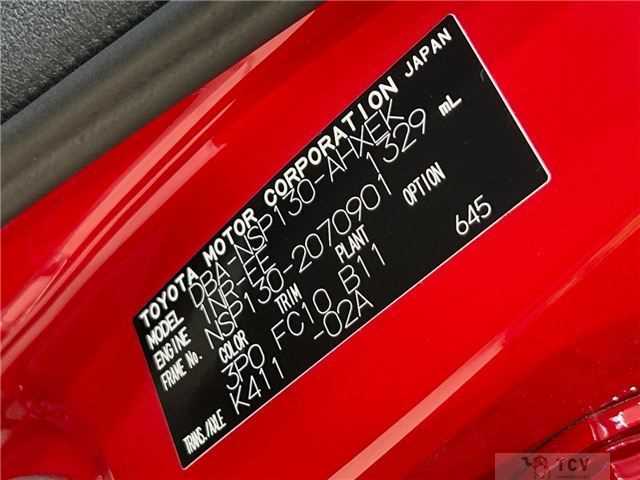 TOYOTA MOTOR CORPORATION JAPAN
MODEL DBA-NSP130-AHXEK
ENGINE 1NR-FE 1329 mL
FRAME No. NSP130-2070901
COLOR TRIM PLANT OPTION
3P0 FC10 B11 645
TRANS./AXLE K411 -02A
TCV